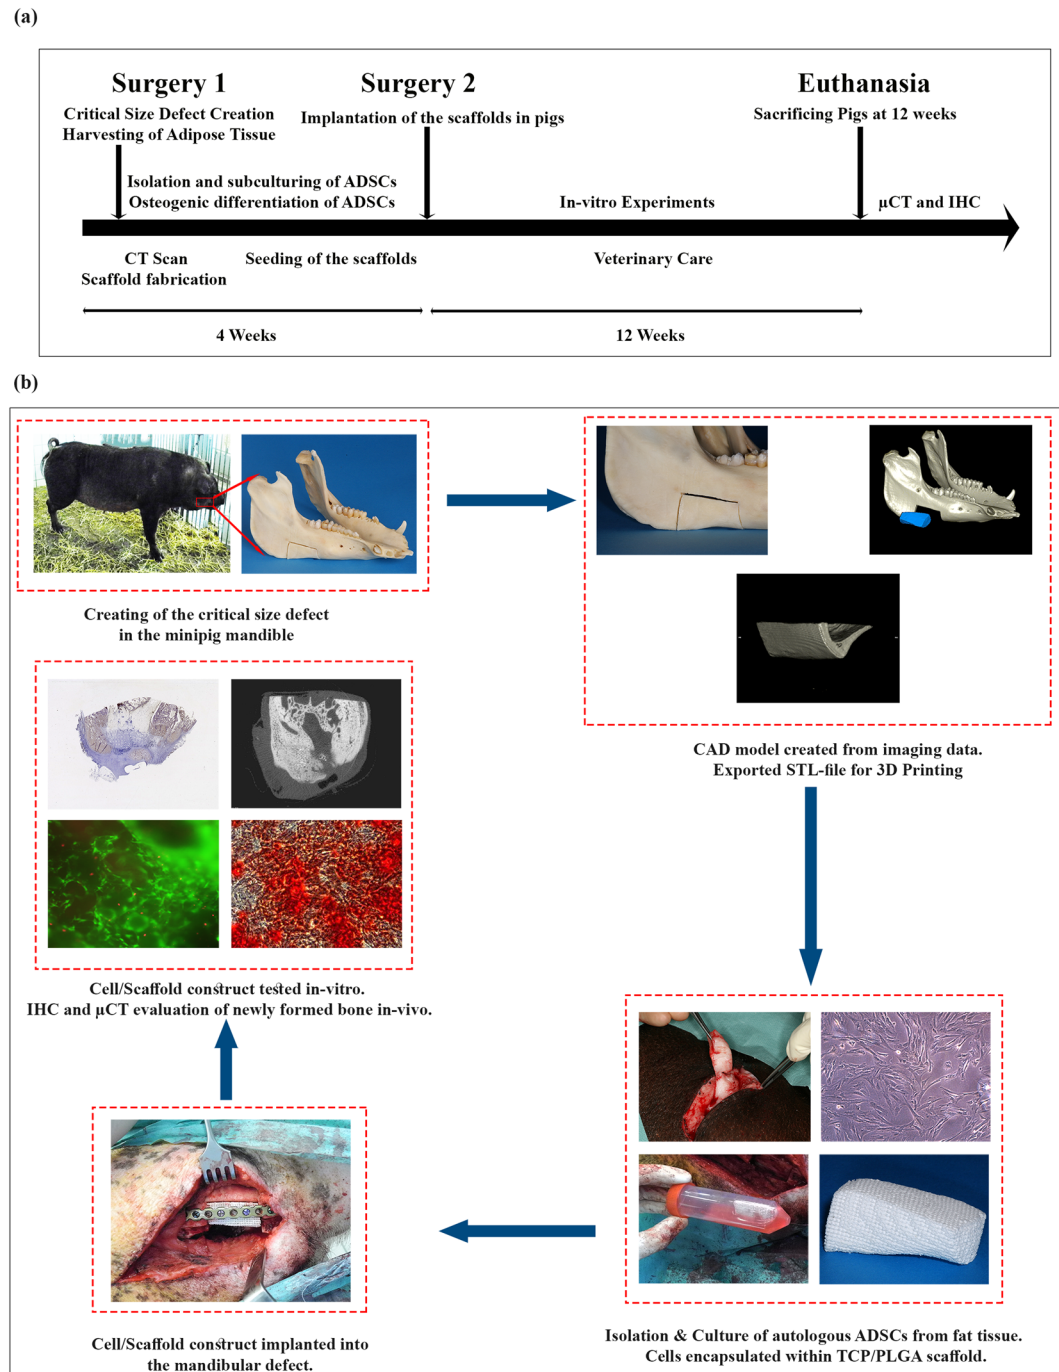 (a)
Surgery 1
Critical Size Defect Creation
Harvesting of Adipose Tissue
Surgery 2
Implantation of the scaffolds in pigs
Euthanasia
Sacrificing Pigs at 12 weeks
Isolation and subculturing of ADSCs
Osteogenic differentiation of ADSCs
In-vitro Experiments
µCT and IHC
CT Scan
Scaffold fabrication
Seeding of the scaffolds
Veterinary Care
4 Weeks
12 Weeks
(b)
Creating of the critical size defect
in the minipig mandible
CAD model created from imaging data.
Exported STL-file for 3D Printing
Cell/Scaffold construct tested in-vitro.
IHC and µCT evaluation of newly formed bone in-vivo.
Cell/Scaffold construct implanted into
the mandibular defect.
Isolation & Culture of autologous ADSCs from fat tissue.
Cells encapsulated within TCP/PLGA scaffold.